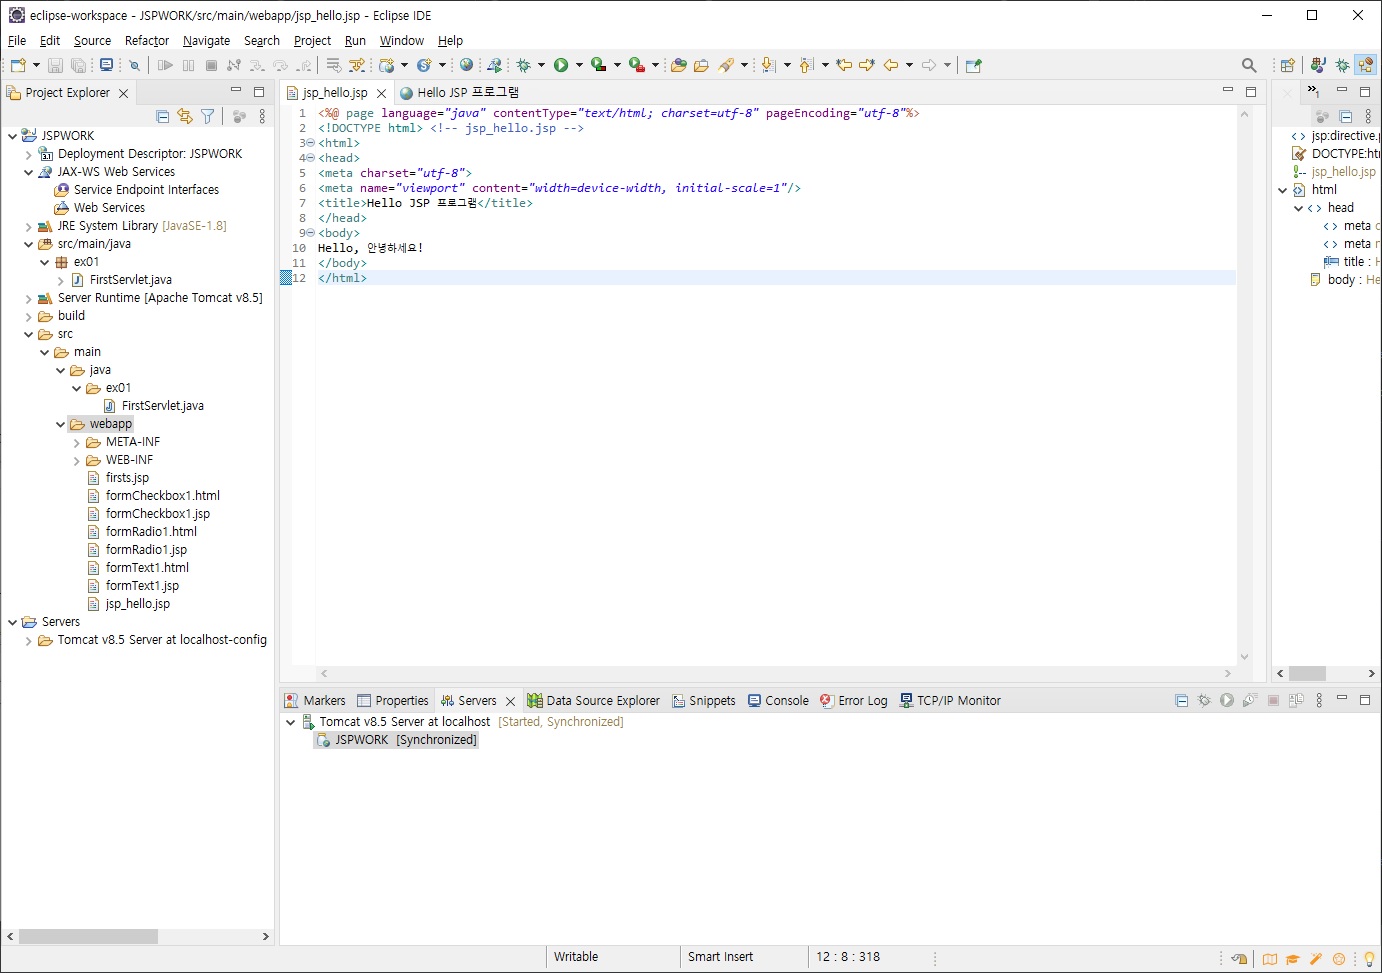 eclipse-workspace - JSPWORK/src/main/webapp/jsp_hello.jsp - Eclipse IDE
File Edit Source Refactor Navigate Search Project Run Window Help
Project Explorer
JSPWORK
Deployment Descriptor: JSPWORK
JAX-WS Web Services
Service Endpoint Interfaces
Web Services
JRE System Library [JavaSE-1.8]
src/main/java
ex01
FirstServlet.java
Server Runtime [Apache Tomcat v8.5]
build
src
main
java
ex01
FirstServlet.java
webapp
META-INF
WEB-INF
firsts.jsp
formCheckbox1.html
formCheckbox1.jsp
formRadio1.html
formRadio1.jsp
formText1.html
formText1.jsp
jsp_hello.jsp
Servers
Tomcat v8.5 Server at localhost-config
jsp_hello.jsp Hello JSP 프로그램
1 <%@ page language="java" contentType="text/html; charset=utf-8" pageEncoding="utf-8"%>
2 <!DOCTYPE html> <!-- jsp_hello.jsp -->
3 <html>
4 <head>
5 <meta charset="utf-8">
6 <meta name="viewport" content="width=device-width, initial-scale=1"/>
7 <title>Hello JSP 프로그램</title>
8 </head>
9 <body>
10 Hello, 안녕하세요!
11 </body>
12 </html>
1
jsp:directive.p
DOCTYPE:ht
jsp_hello.jsp
html
head
meta c
meta n
title : H
body : He
Markers Properties Servers Data Source Explorer Snippets Console Error Log TCP/IP Monitor
Tomcat v8.5 Server at localhost [Started, Synchronized]
JSPWORK [Synchronized]
Writable Smart Insert 12 : 8 : 318